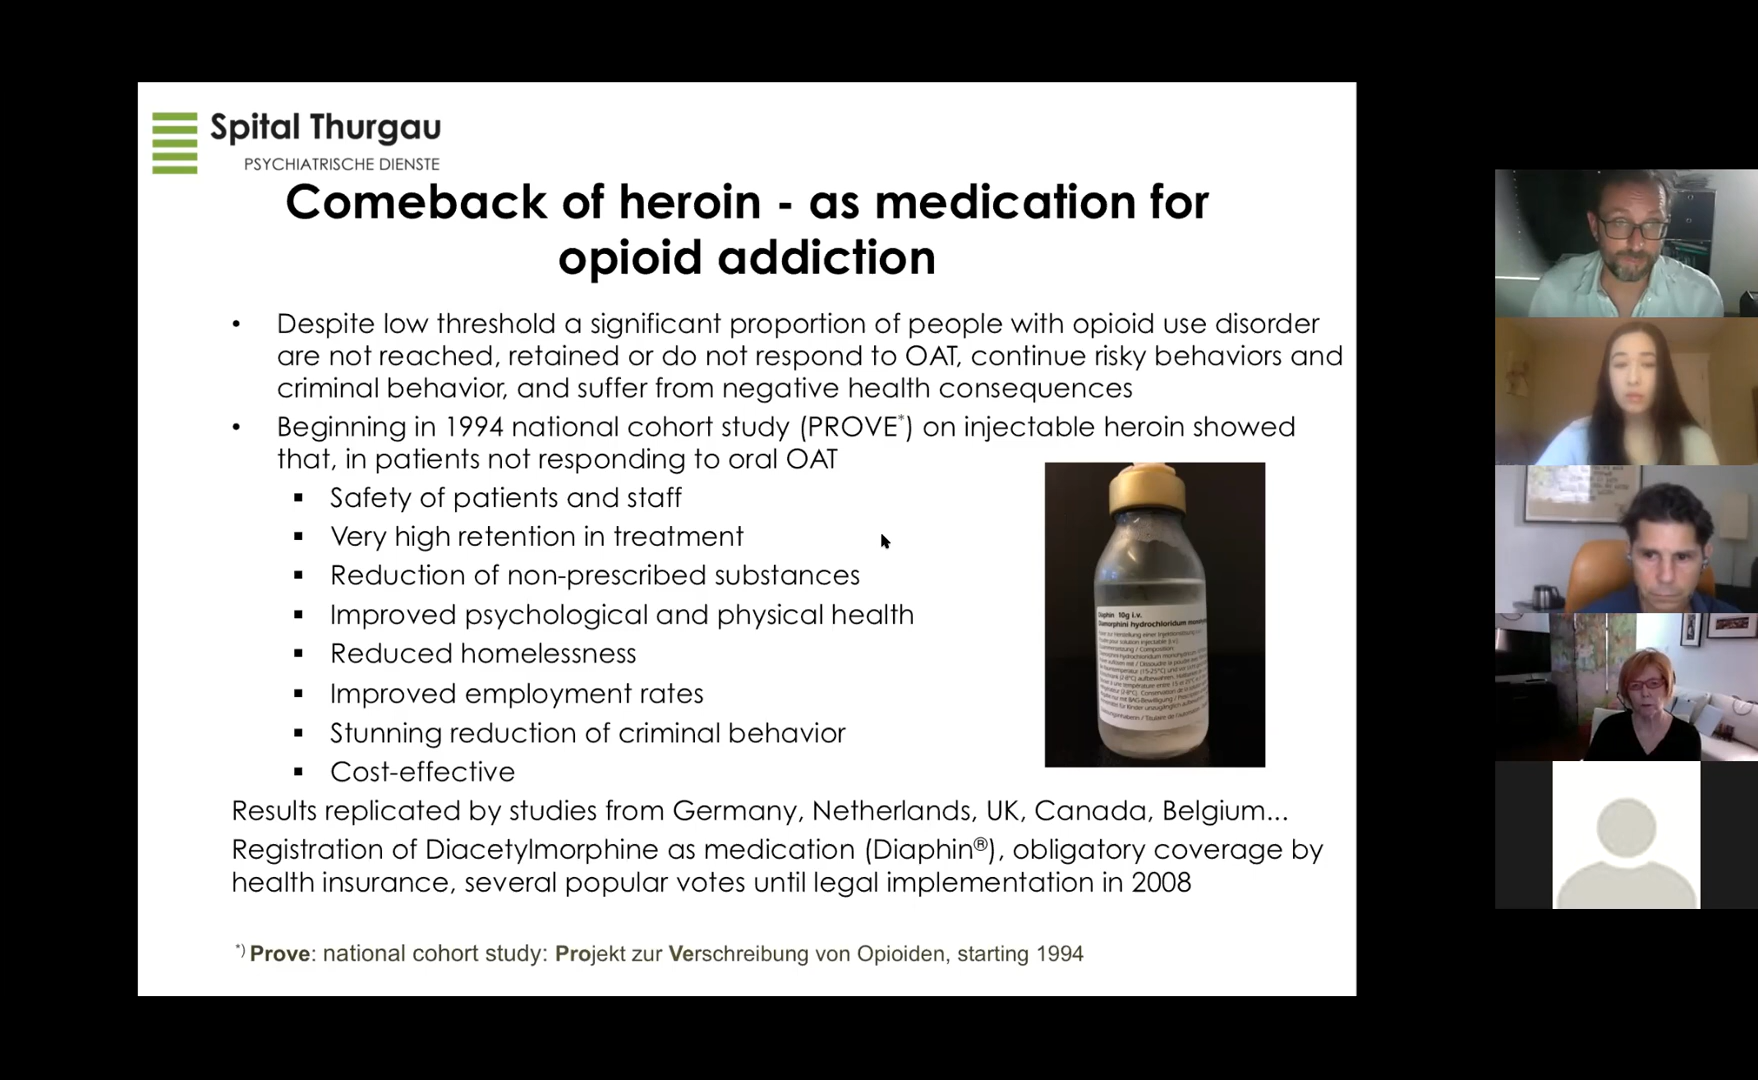 Spital Thurgau
PSYCHIATRISCHE DIENSTE
Comeback of heroin - as medication for
opioid addiction
• Despite low threshold a significant proportion of people with opioid use disorder
are not reached, retained or do not respond to OAT, continue risky behaviors and
criminal behavior, and suffer from negative health consequences
• Beginning in 1994 national cohort study (PROVE*) on injectable heroin showed
that, in patients not responding to oral OAT
▪ Safety of patients and staff
▪ Very high retention in treatment
▪ Reduction of non-prescribed substances
▪ Improved psychological and physical health
▪ Reduced homelessness
▪ Improved employment rates
▪ Stunning reduction of criminal behavior
▪ Cost-effective
Diaphin 10g i.v.
Diamorphini hydrochloridum
Results replicated by studies from Germany, Netherlands, UK, Canada, Belgium...
Registration of Diacetylmorphine as medication (Diaphin®), obligatory coverage by
health insurance, several popular votes until legal implementation in 2008
*) Prove: national cohort study: Projekt zur Verschreibung von Opioiden, starting 1994